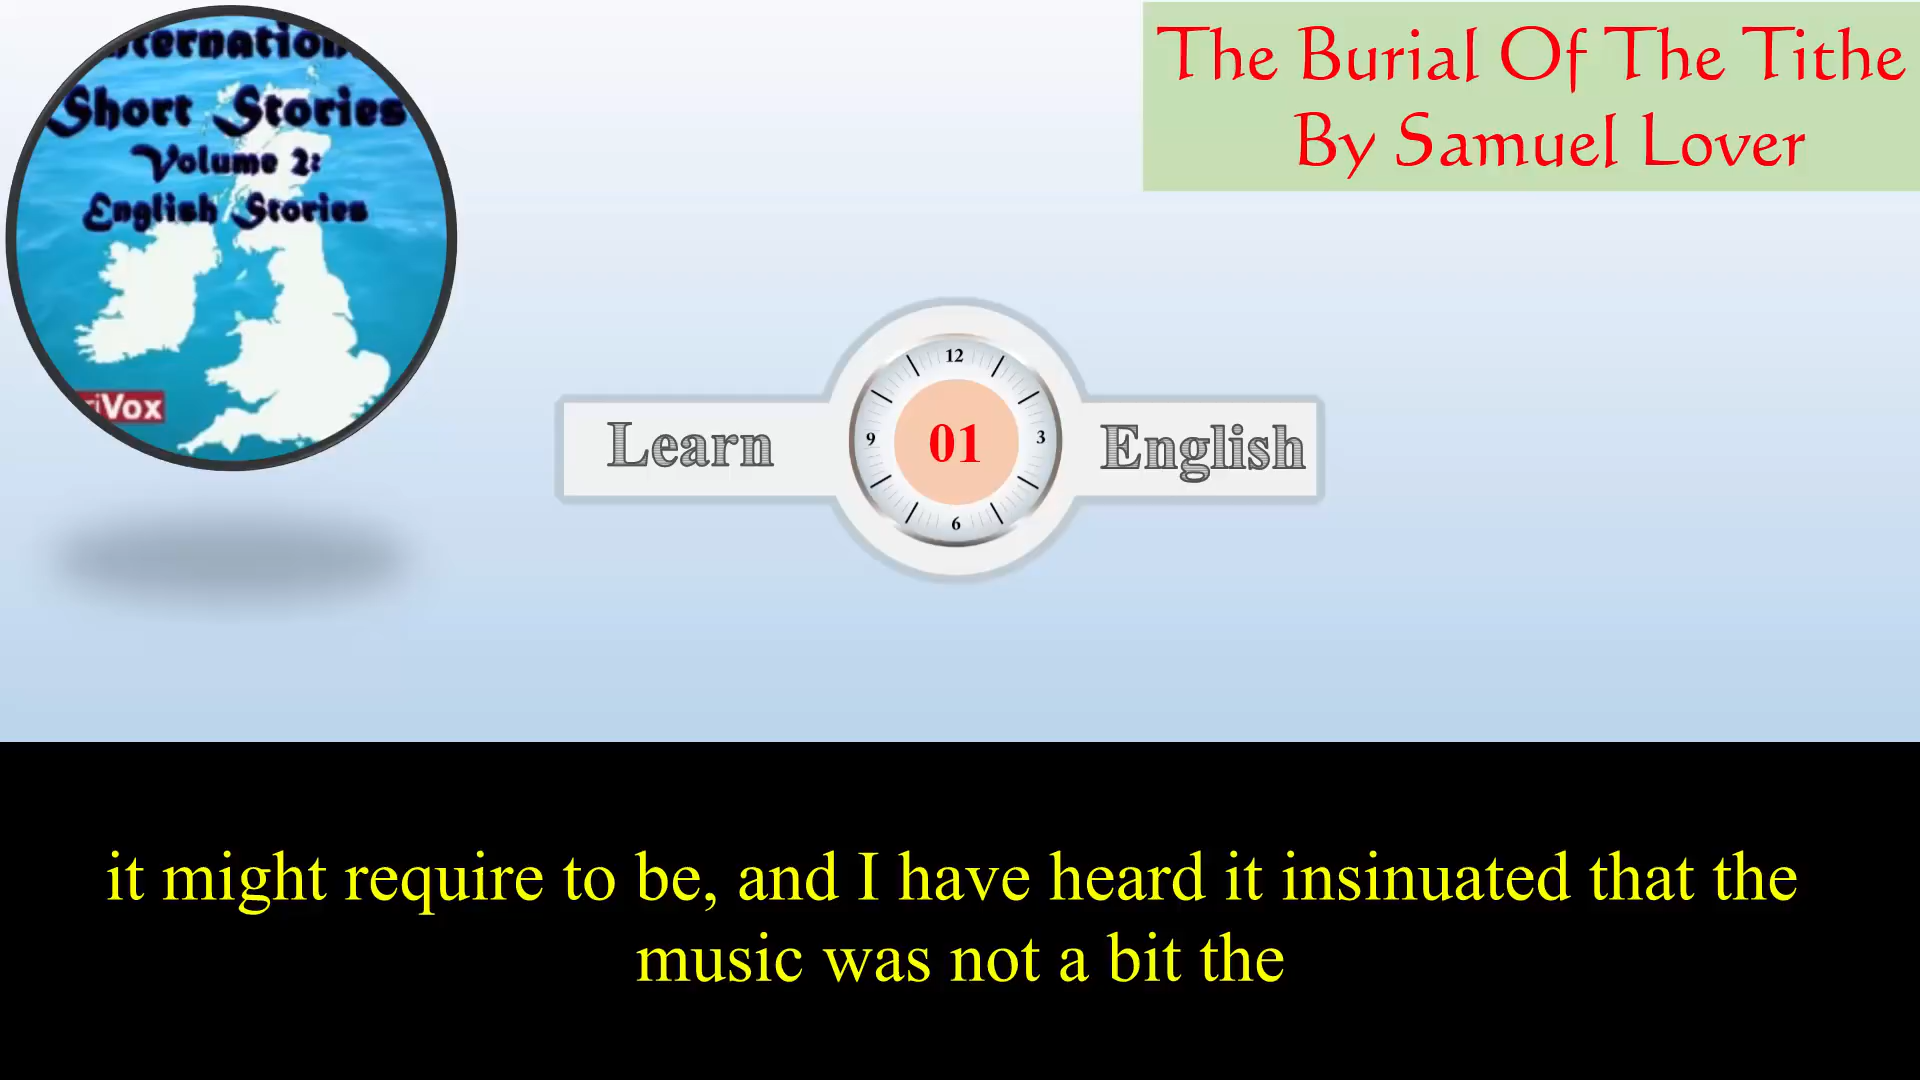 Short Stories
Volume 2:
English Stories
Vox
The Burial Of The Tithe
By Samuel Lover
Learn
12
9
01
3
6
English
it might require to be, and I have heard it insinuated that the
music was not a bit the